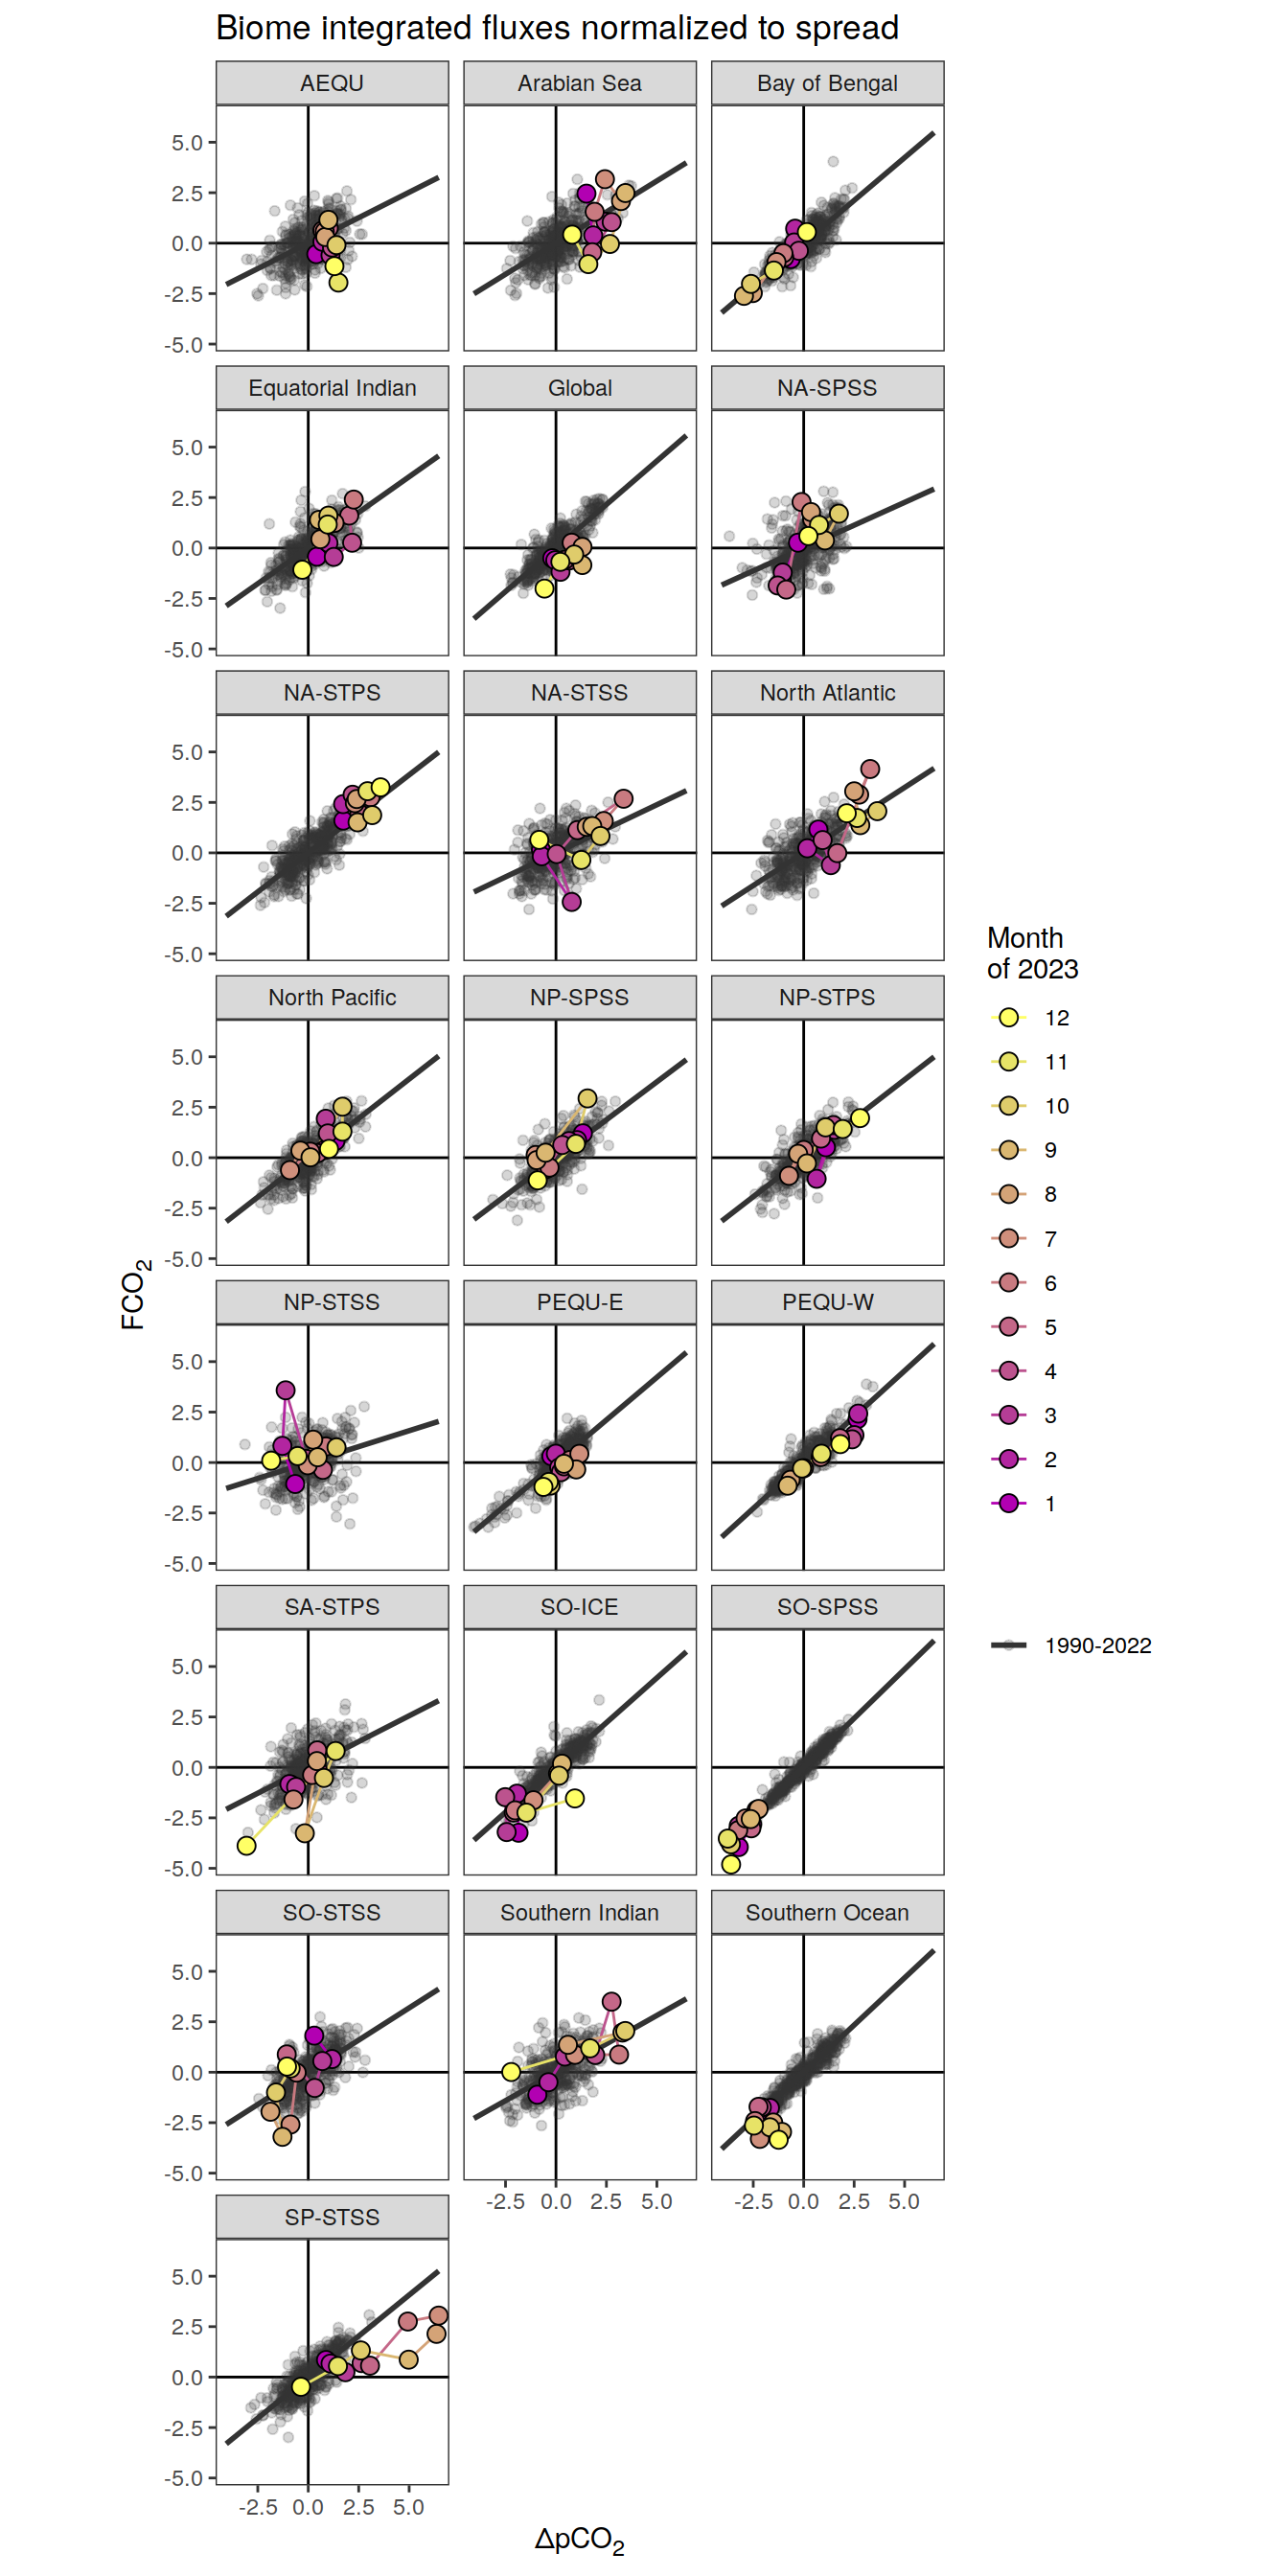 Biome integrated fluxes normalized to spread
AEQU
Arabian Sea
Bay of Bengal
5.0
2.5
0.0
-2.5
-5.0
Equatorial Indian
Global
NA-SPSS
5.0
2.5
0.0
-2.5
-5.0
NA-STPS
NA-STSS
North Atlantic
5.0
2.5
0.0
-2.5
-5.0
North Pacific
NP-SPSS
NP-STPS
5.0
2.5
0.0
-2.5
-5.0
NP-STSS
PEQU-E
PEQU-W
5.0
2.5
0.0
-2.5
-5.0
SA-STPS
SO-ICE
SO-SPSS
5.0
2.5
0.0
-2.5
-5.0
SO-STSS
Southern Indian
Southern Ocean
5.0
2.5
0.0
-2.5
-5.0
-2.5 0.0 2.5 5.0
-2.5 0.0 2.5 5.0
SP-STSS
5.0
2.5
0.0
-2.5
-5.0
-2.5 0.0 2.5 5.0
ΔpCO₂
FCO₂
Month
of 2023
12
11
10
9
8
7
6
5
4
3
2
1
1990-2022